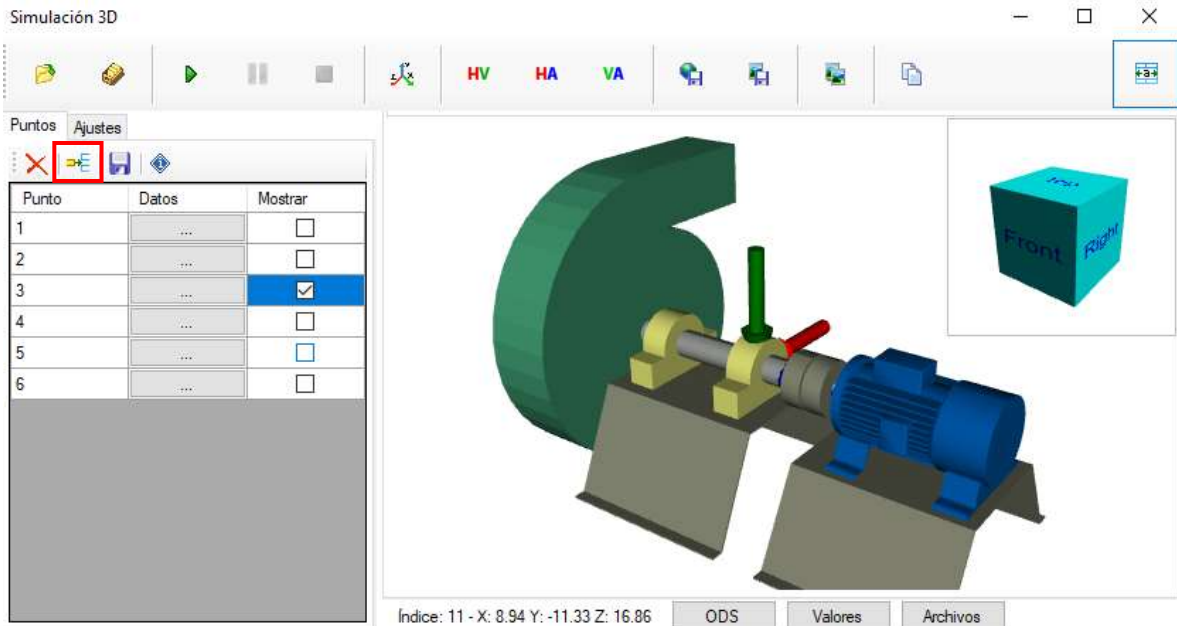 Simulación 3D
HV HA VA a
Puntos Ajustes
Punto Datos Mostrar
1 ...
2 ...
3 ...
4 ...
5 ...
6 ...
Top
Front Right
Índice: 11 - X: 8.94 Y: -11.33 Z: 16.86 ODS Valores Archivos